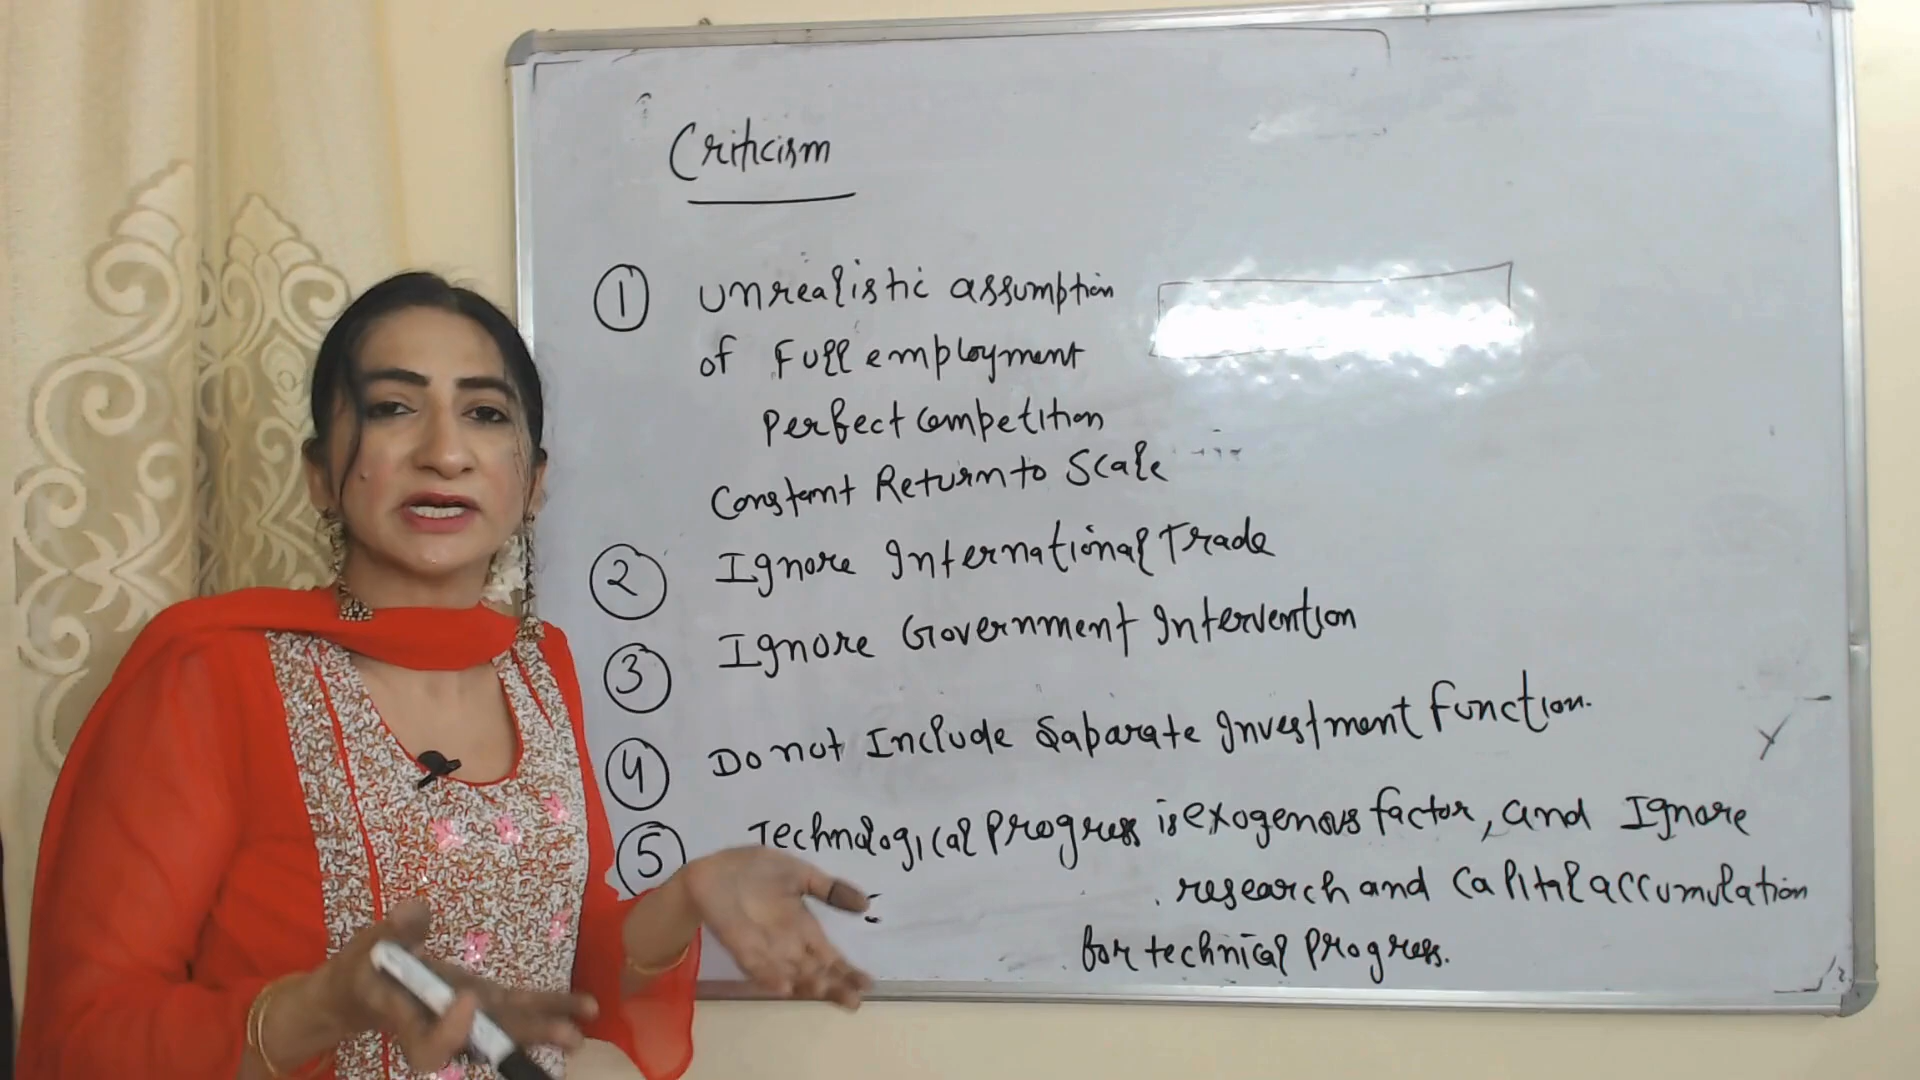 Criticism
1 Unrealistic assumption
of Full employment
Perfect Competition
Constant Return to Scale
2 Ignore International Trade
3 Ignore Government Intervention
4 Do not Include Saparate Investment function.
5 Technological Progress is exogenous factor, and Ignore
research and Capital accumulation
for technical Progress.